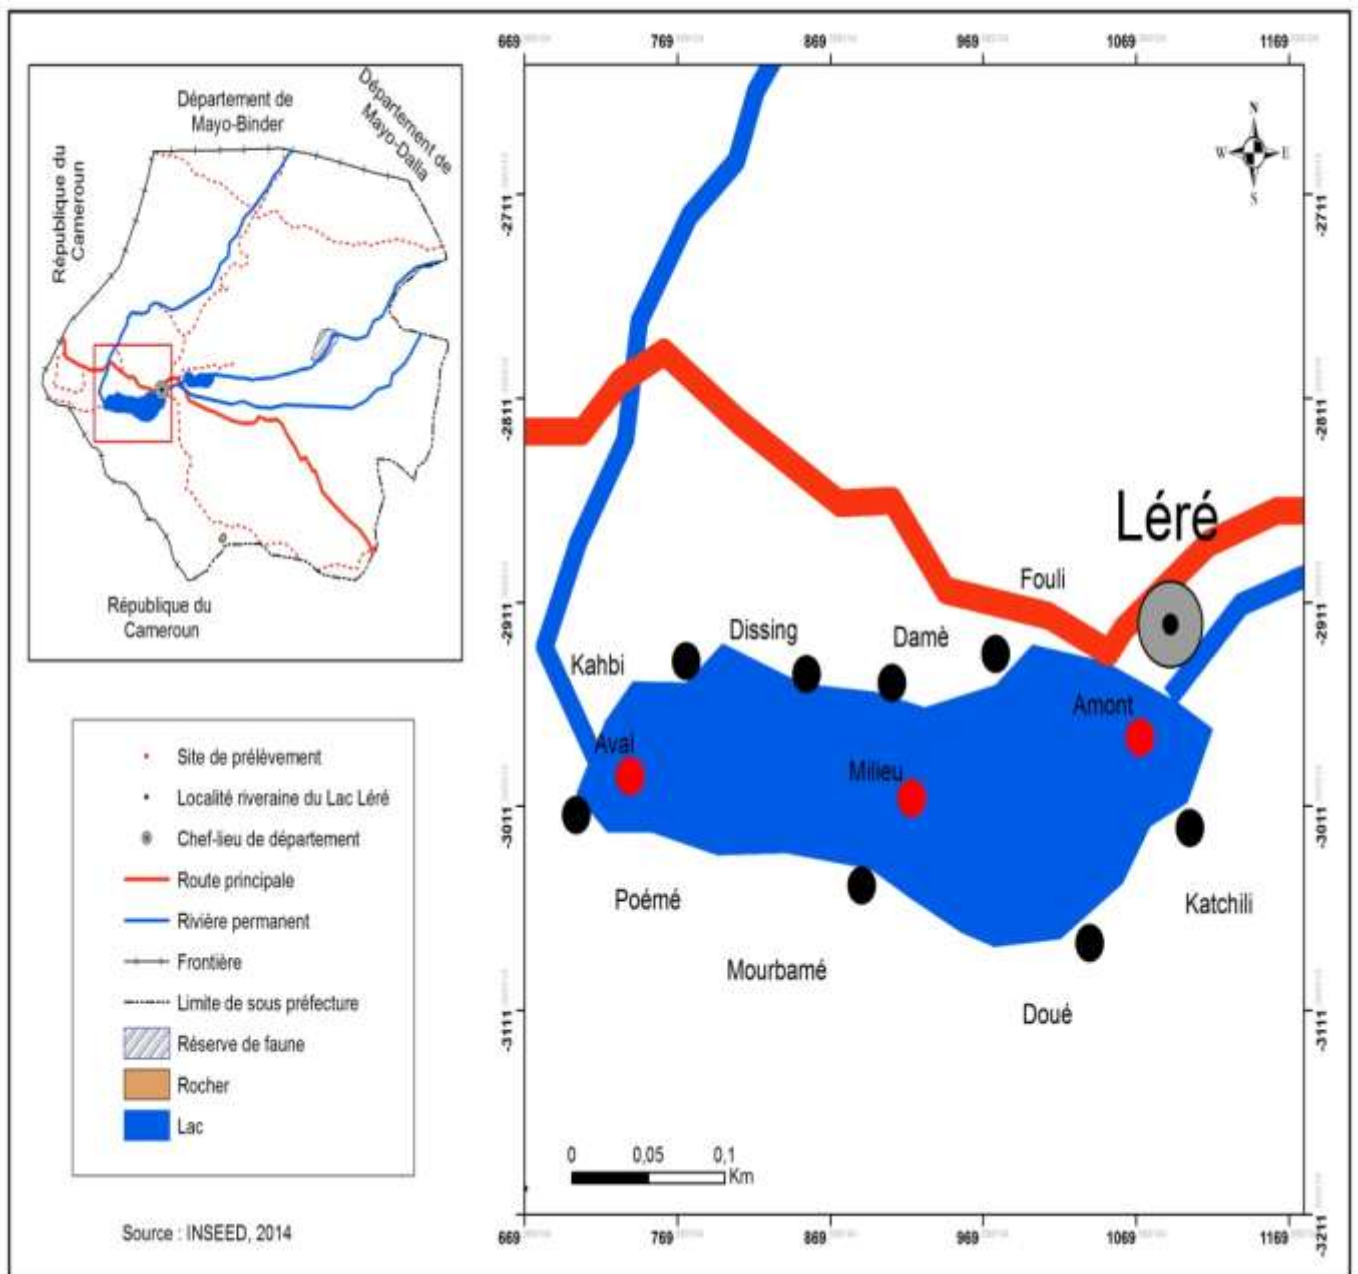 669 769 869 969 1069 1169
Département de
Mayo-Binder
Département de
Mayo-Dalla
République du
Cameroun
République du
Cameroun
N
W E
S
-2711 -2711
-2811 -2811
-2911 -2911
-3011 -3011
-3111 -3111
-3211
Léré
Fouli
Damè
Dissing
Kahbi
Amont
Aval
Milieu
Poémé
Katchili
Mourbamé
Doué
Site de prélèvement
Localité riveraine du Lac Léré
Chef-lieu de département
Route principale
Rivière permanent
Frontière
Limite de sous préfecture
Réserve de faune
Rocher
Lac
0 0,05 0,1
Km
Source : INSEED, 2014
669 769 869 969 1069 1169